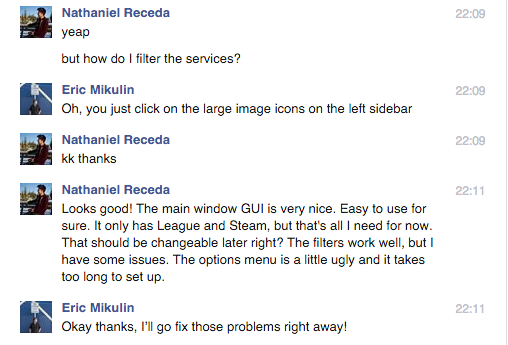 Nathaniel Receda 22:09
yeap
but how do I filter the services?
Eric Mikulin 22:09
Oh, you just click on the large image icons on the left sidebar
Nathaniel Receda 22:09
kk thanks
Nathaniel Receda 22:11
Looks good! The main window GUI is very nice. Easy to use for
sure. It only has League and Steam, but that's all I need for now.
That should be changeable later right? The filters work well, but I
have some issues. The options menu is a little ugly and it takes
too long to set up.
Eric Mikulin 22:11
Okay thanks, I'll go fix those problems right away!